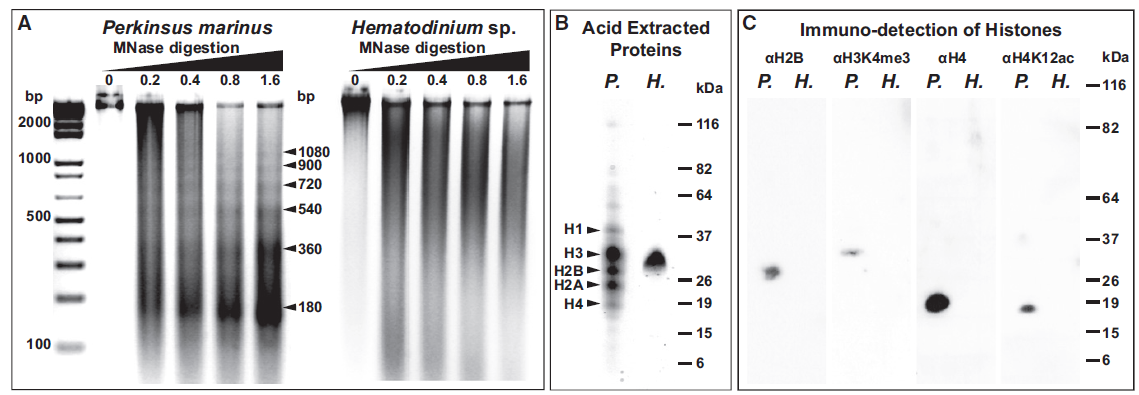 A
Perkinsus marinus
MNase digestion
0 0.2 0.4 0.8 1.6
bp
2000
1000
500
100
bp
1080
900
720
540
360
180
Hematodinium sp.
MNase digestion
0 0.2 0.4 0.8 1.6
B
Acid Extracted
Proteins
P. H.
kDa
116
82
64
37
26
19
15
6
H1
H3
H2B
H2A
H4
C
Immuno-detection of Histones
αH2B αH3K4me3 αH4 αH4K12ac
P. H. P. H. P. H. P. H.
kDa
116
82
64
37
26
19
15
6